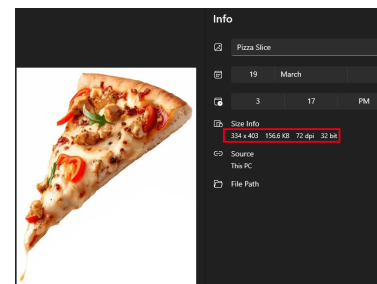 Info
Pizza Slice
19 March
3 17 PM
Size Info
334 x 403 156.6 KB 72 dpi 32 bit
Source
This PC
File Path